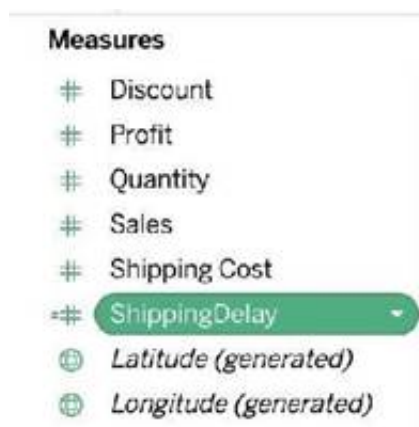 Measures
Discount
Profit
Quantity
Sales
Shipping Cost
ShippingDelay
Latitude (generated)
Longitude (generated)